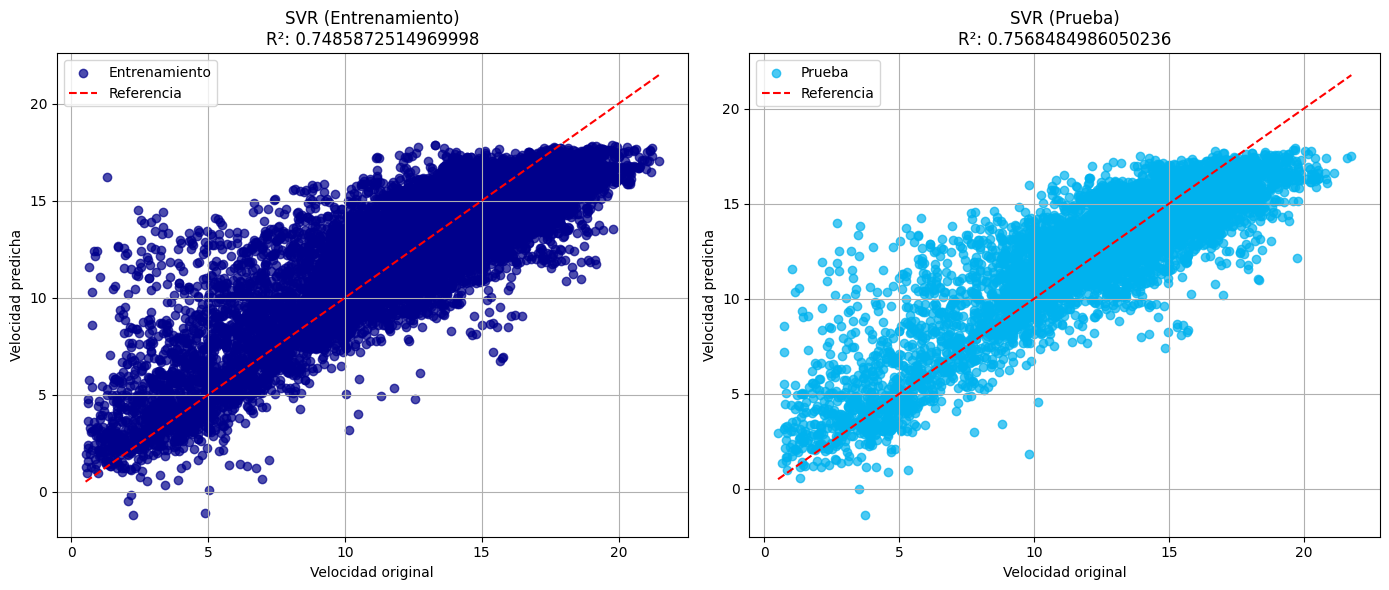 SVR (Entrenamiento)
R²: 0.7485872514969998
Entrenamiento
Referencia
20
15
10
5
0
Velocidad predicha
0
5
10
15
20
Velocidad original
SVR (Prueba)
R²: 0.7568484986050236
Prueba
Referencia
20
15
10
5
0
Velocidad predicha
0
5
10
15
20
Velocidad original